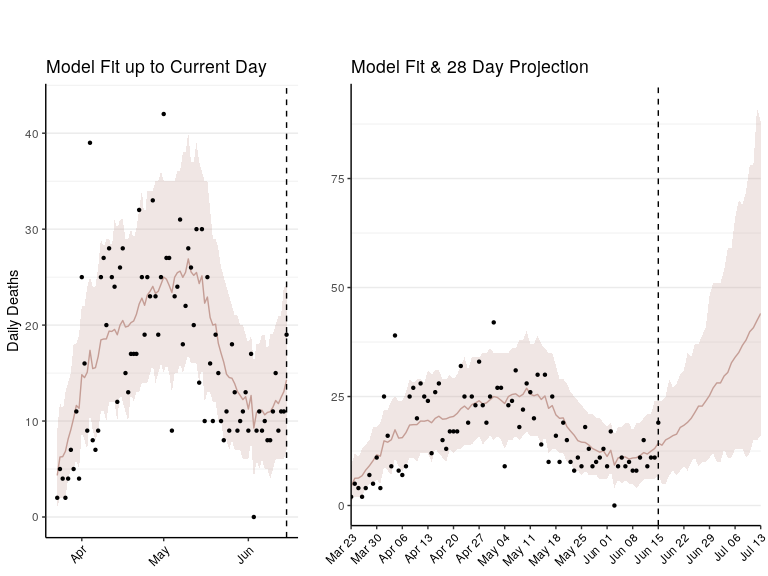 Model Fit up to Current Day
Daily Deaths
40
30
20
10
0
Apr
May
Jun
Model Fit & 28 Day Projection
75
50
25
0
Mar 23
Mar 30
Apr 06
Apr 13
Apr 20
Apr 27
May 04
May 11
May 18
May 25
Jun 01
Jun 08
Jun 15
Jun 22
Jun 29
Jul 06
Jul 13